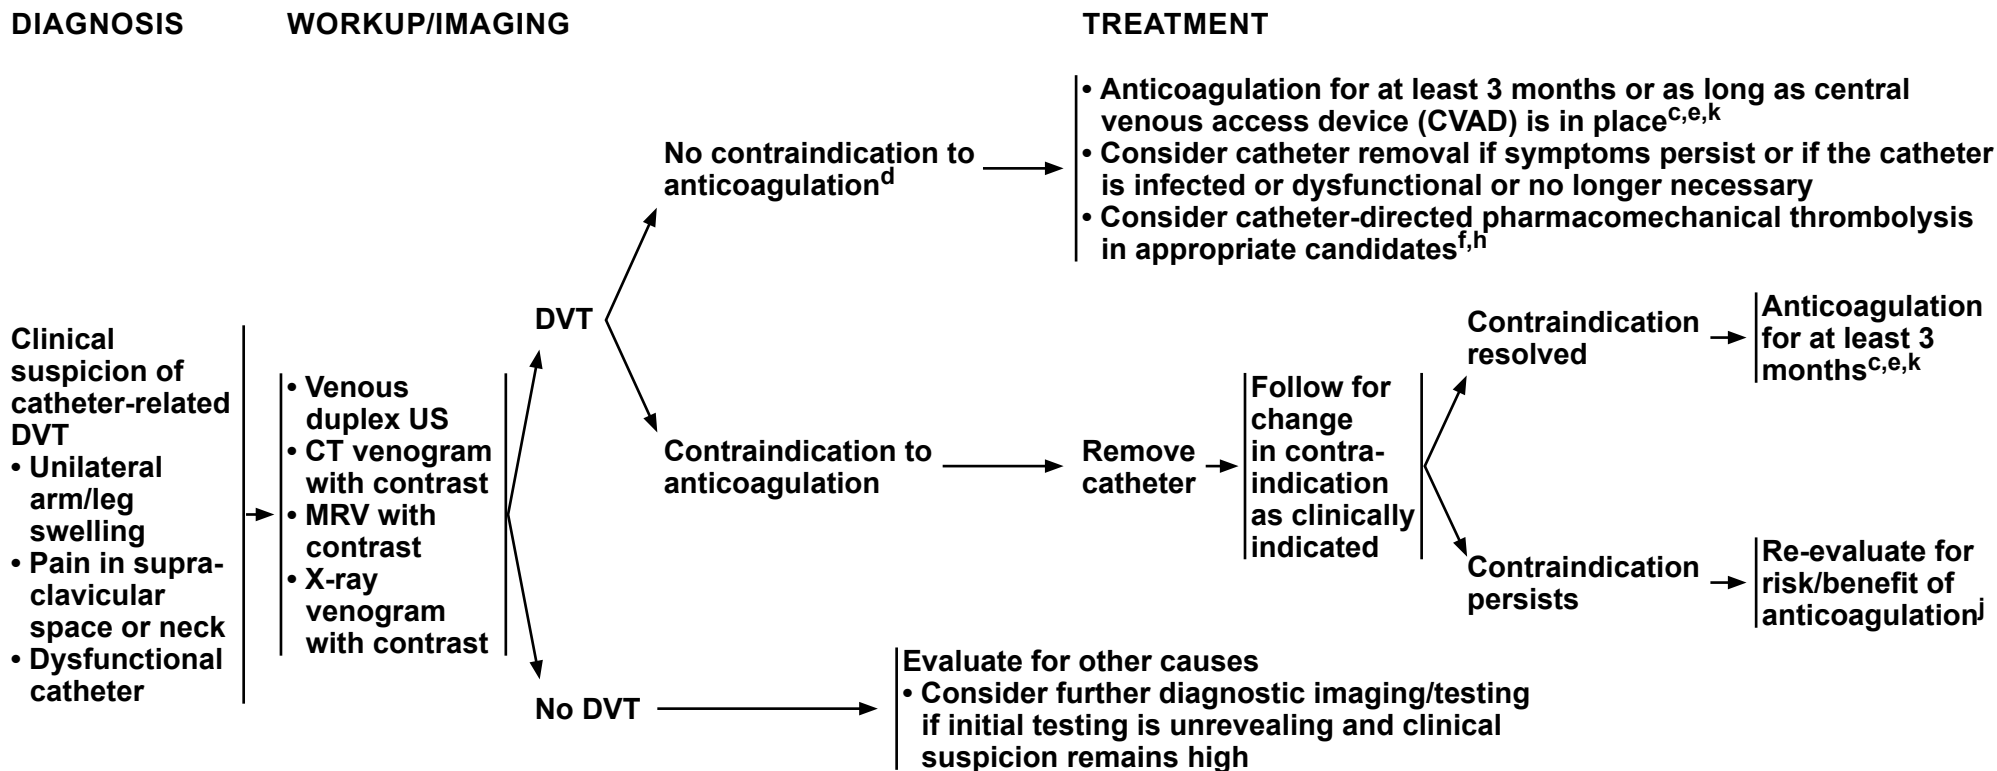 DIAGNOSIS
WORKUP/IMAGING
TREATMENT
Clinical
suspicion of
catheter-related
DVT
• Unilateral
arm/leg
swelling
• Pain in supra-
clavicular
space or neck
• Dysfunctional
catheter
• Venous
duplex US
• CT venogram
with contrast
• MRV with
contrast
• X-ray
venogram
with contrast
DVT
No contraindication to
anticoagulationd
• Anticoagulation for at least 3 months or as long as central
venous access device (CVAD) is in placec,e,k
• Consider catheter removal if symptoms persist or if the catheter
is infected or dysfunctional or no longer necessary
• Consider catheter-directed pharmacomechanical thrombolysis
in appropriate candidatesf,h
Contraindication to
anticoagulation
Remove
catheter
Follow for
change
in contra-
indication
as clinically
indicated
Contraindication
resolved
Anticoagulation
for at least 3
monthsc,e,k
Contraindication
persists
Re-evaluate for
risk/benefit of
anticoagulationj
No DVT
Evaluate for other causes
• Consider further diagnostic imaging/testing
if initial testing is unrevealing and clinical
suspicion remains high